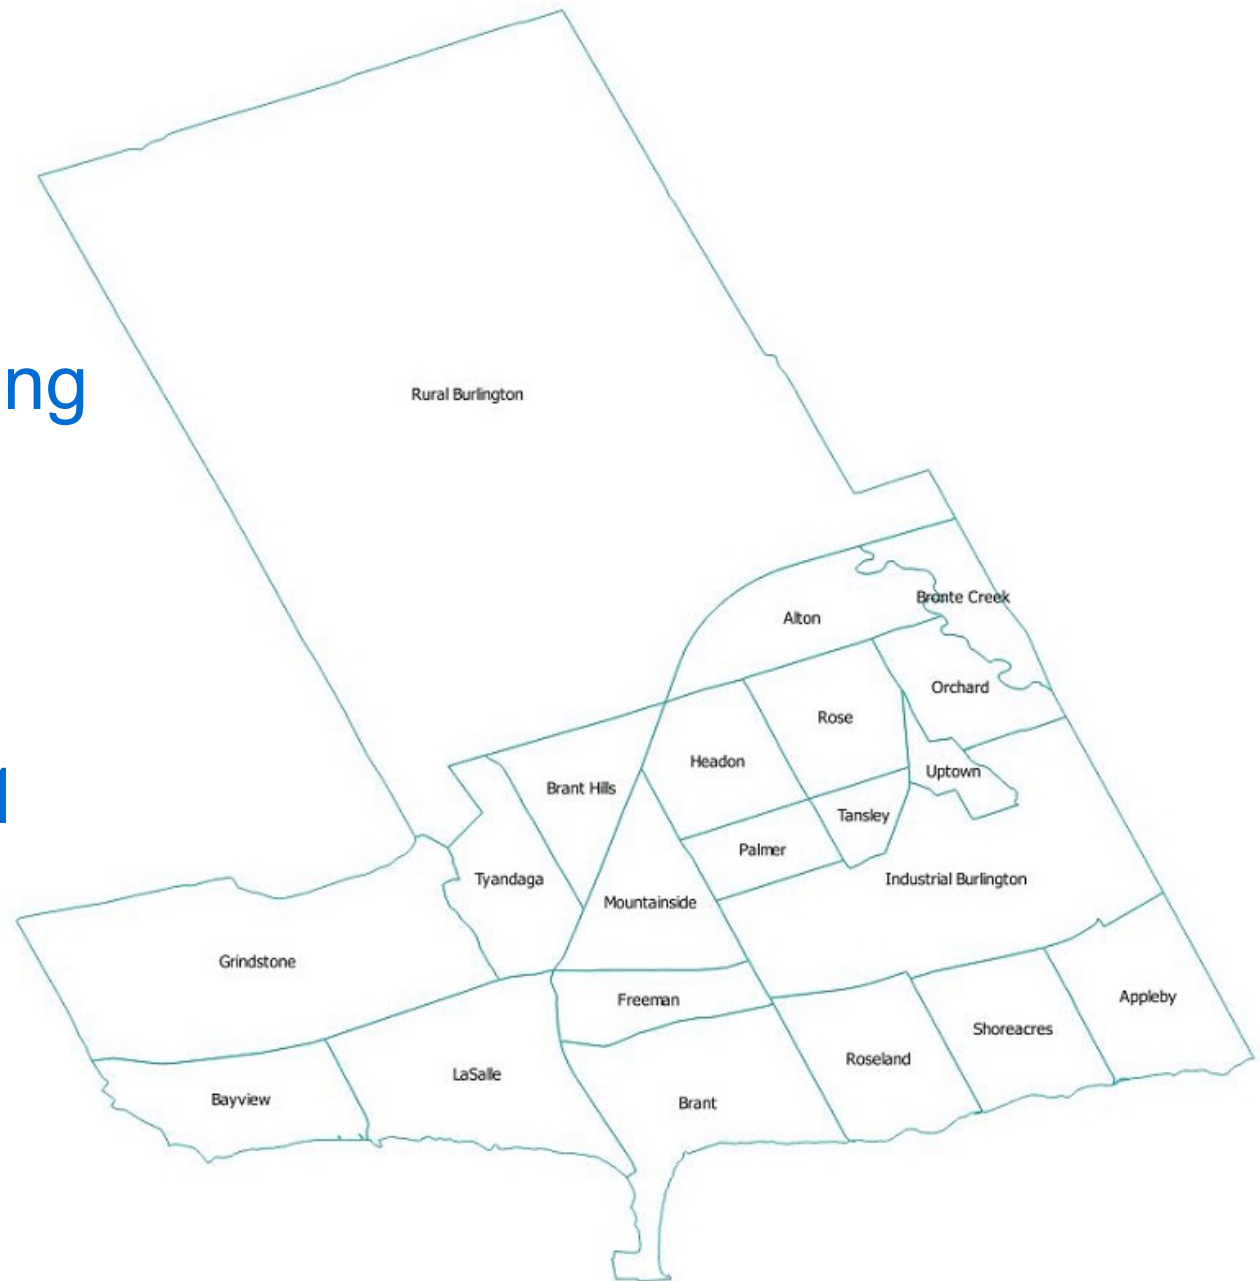 ng
Rural Burlington
Bronte Creek
Alton
Orchard
Rose
Headon
Uptown
Brant Hills
Tansley
Palmer
Tyandaga
Industrial Burlington
Mountainside
Grindstone
Freeman
Appleby
Shoreacres
Roseland
LaSalle
Bayview
Brant